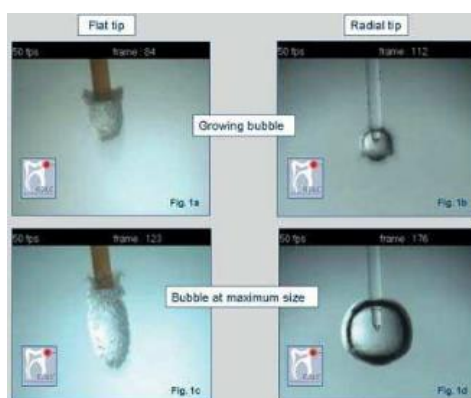 Flat tip
Radial tip
50 fps frame : 84
50 fps frame : 112
Growing bubble
Fig. 1a
Fig. 1b
50 fps frame : 123
50 fps frame : 176
Bubble at maximum size
Fig. 1c
Fig. 1d